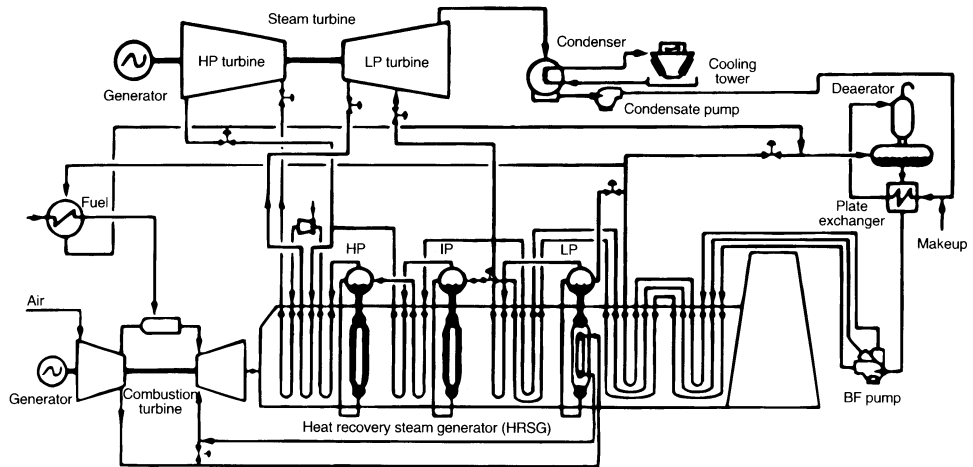 Steam turbine
HP turbine
LP turbine
Generator
Condenser
Cooling
tower
Condensate pump
Deaerator
Fuel
Plate
exchanger
Makeup
HP
IP
LP
Air
Generator
Combustion
turbine
BF pump
Heat recovery steam generator (HRSG)